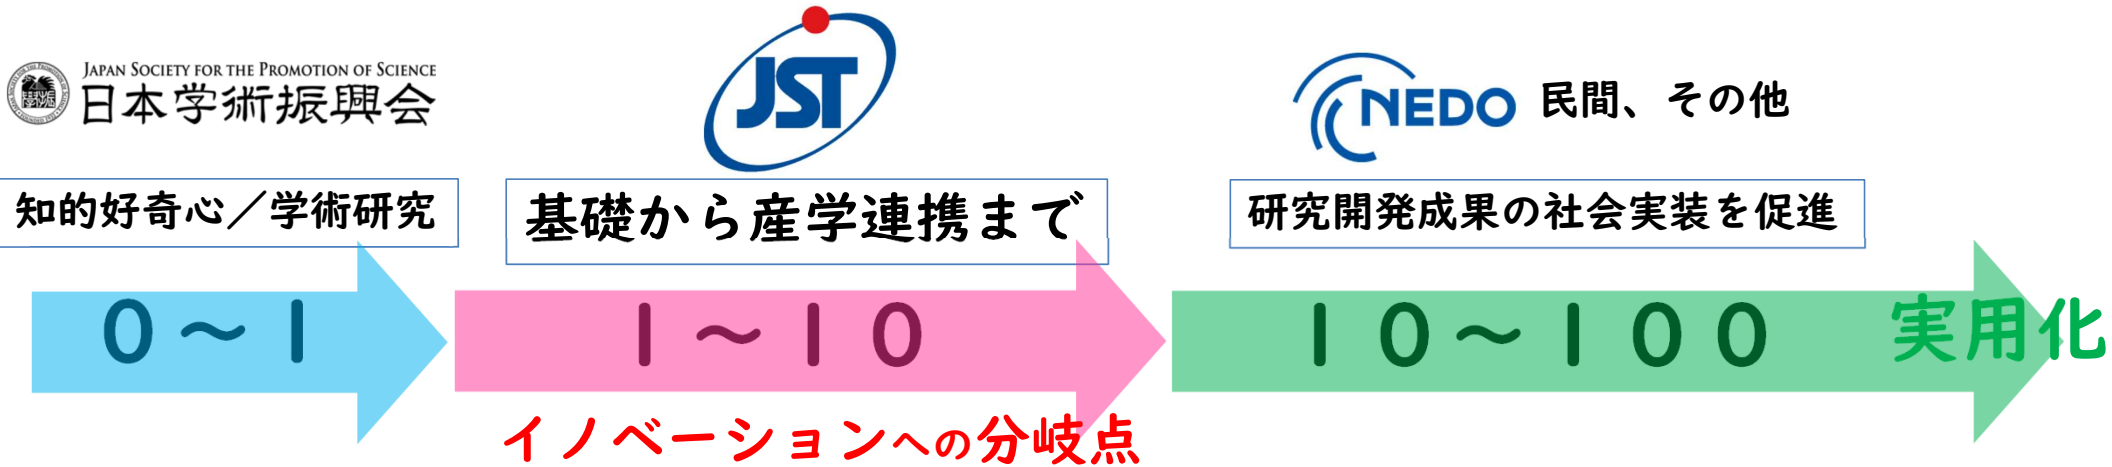 JAPAN SOCIETY FOR THE PROMOTION OF SCIENCE
日本学術振興会
JST
NEDO 民間、その他
知的好奇心／学術研究
基礎から産学連携まで
研究開発成果の社会実装を促進
０～１
１～１０
１０～１００
実用化
イノベーションへの分岐点